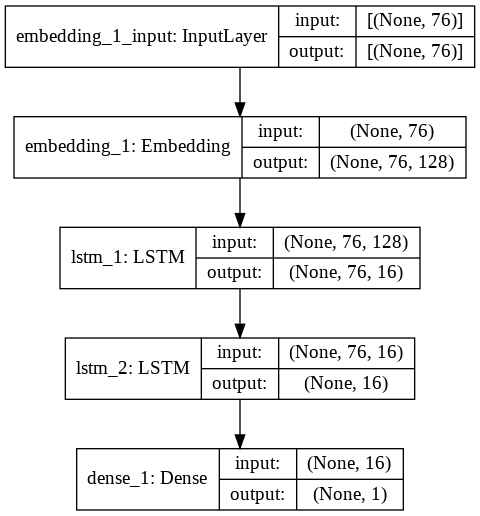 embedding_1_input: InputLayer
input: [(None, 76)]
output: [(None, 76)]
embedding_1: Embedding
input: (None, 76)
output: (None, 76, 128)
lstm_1: LSTM
input: (None, 76, 128)
output: (None, 76, 16)
lstm_2: LSTM
input: (None, 76, 16)
output: (None, 16)
dense_1: Dense
input: (None, 16)
output: (None, 1)